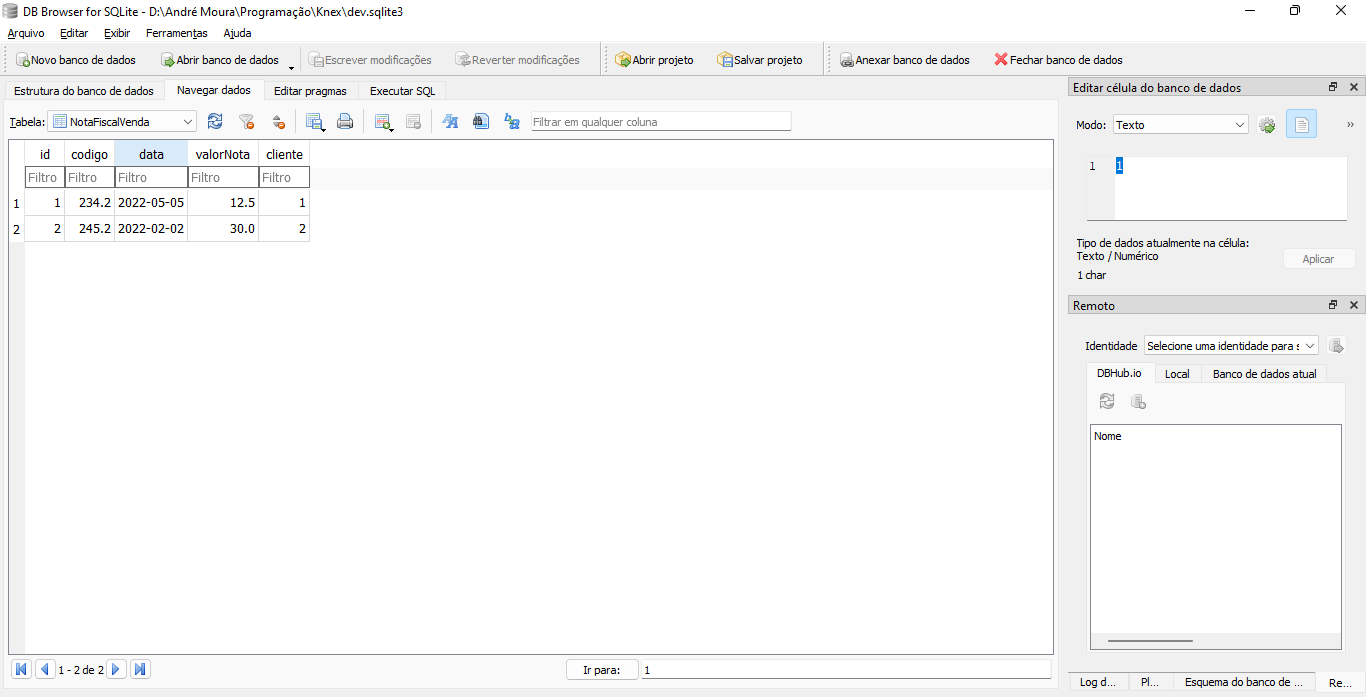 DB Browser for SQLite - D:\André Moura\Programação\Knex\dev.sqlite3
Arquivo Editar Exibir Ferramentas Ajuda
Novo banco de dados Abrir banco de dados Escrever modificações Reverter modificações Abrir projeto Salvar projeto Anexar banco de dados Fechar banco de dados
Estrutura do banco de dados Navegar dados Editar pragmas Executar SQL
Tabela: NotaFiscalVenda Filtrar em qualquer coluna
id codigo data valorNota cliente
Filtro Filtro Filtro Filtro Filtro
1 1 234.2 2022-05-05 12.5 1
2 2 245.2 2022-02-02 30.0 2
1 - 2 de 2 Ir para: 1
Editar célula do banco de dados
Modo: Texto »
1 1
Tipo de dados atualmente na célula:
Texto / Numérico
Aplicar
1 char
Remoto
Identidade Selecione uma identidade para s
DBHub.io Local Banco de dados atual
Nome
Log d... Pl... Esquema do banco de ... Re...